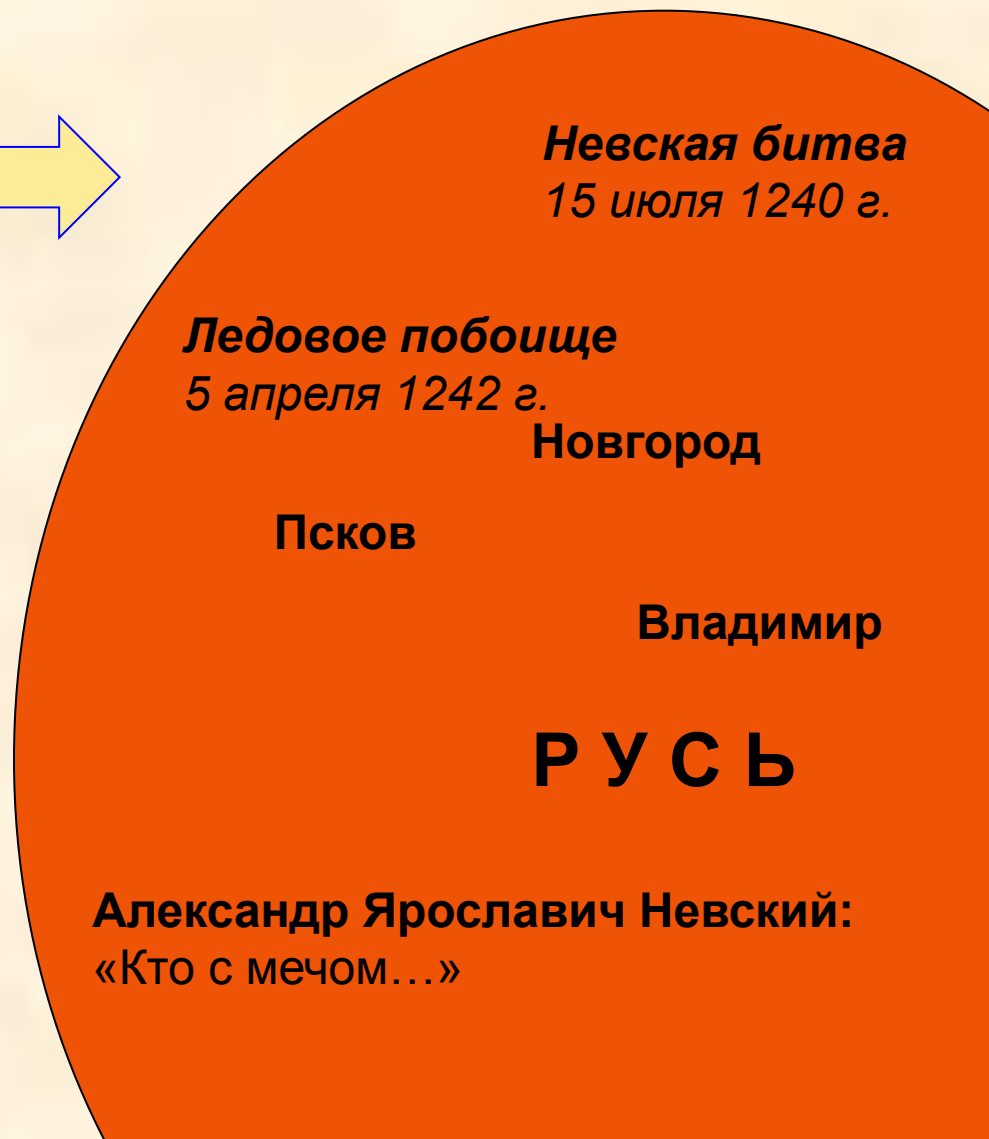 Невская битва
15 июля 1240 г.
Ледовое побоище
5 апреля 1242 г.
Новгород
Псков
Владимир
Р У С Ь
Александр Ярославич Невский:
«Кто с мечом…»